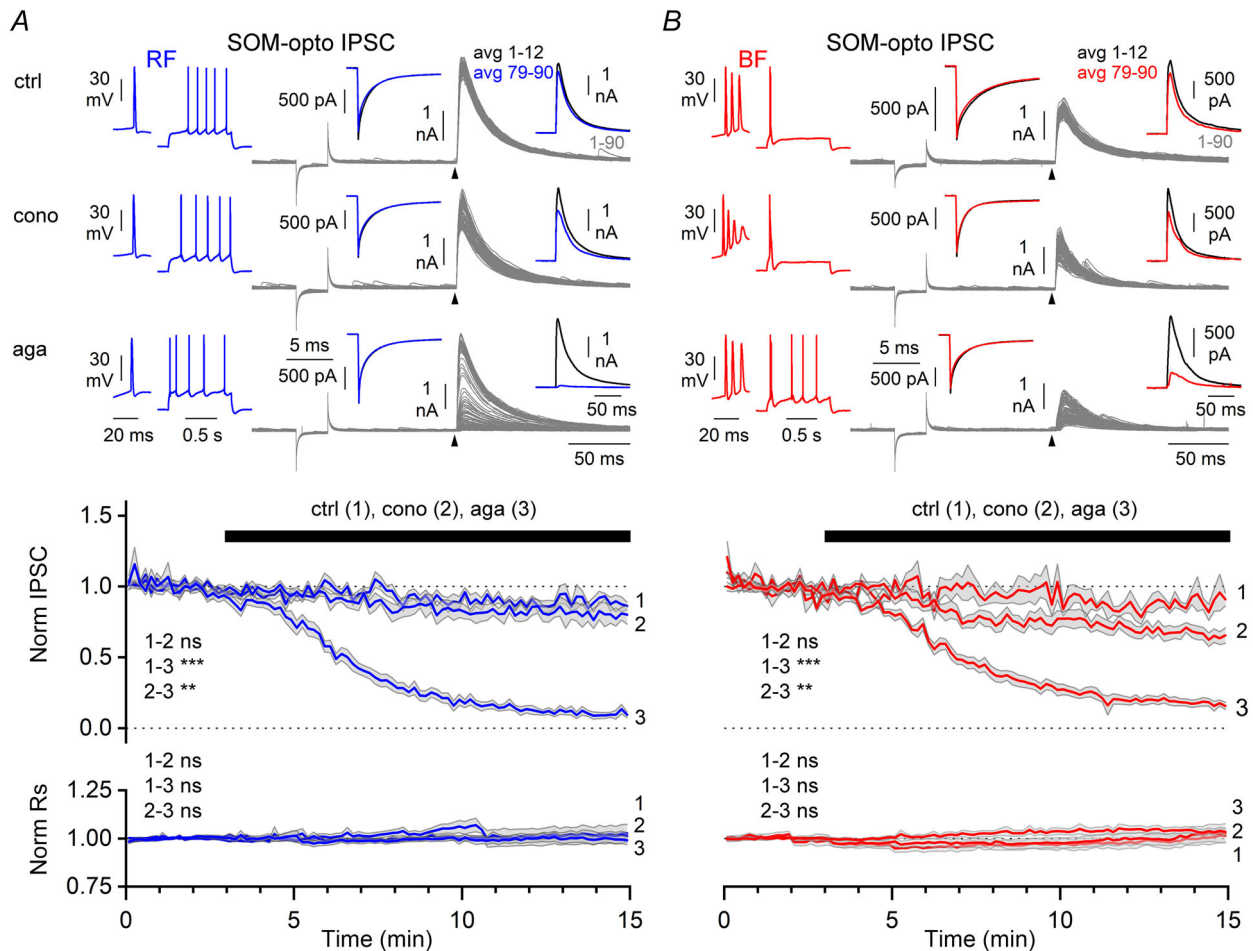 A
SOM-opto IPSC
RF
ctrl
30 mV
500 pA
avg 1-12
avg 79-90
1 nA
1 nA
1-90
cono
30 mV
500 pA
1 nA
1 nA
aga
30 mV
5 ms
500 pA
1 nA
1 nA
50 ms
20 ms
0.5 s
50 ms
B
SOM-opto IPSC
BF
30 mV
500 pA
avg 1-12
avg 79-90
1 nA
500 pA
1-90
30 mV
500 pA
1 nA
500 pA
30 mV
5 ms
500 pA
1 nA
500 pA
50 ms
20 ms
0.5 s
50 ms
ctrl (1), cono (2), aga (3)
Norm IPSC
1.5
1.0
0.5
0.0
1-2 ns
1-3 ***
2-3 **
1
2
3
ctrl (1), cono (2), aga (3)
1-2 ns
1-3 ***
2-3 **
1
2
3
Norm Rs
1.25
1.00
0.75
1-2 ns
1-3 ns
2-3 ns
1
2
3
0
5
10
15
Time (min)
1-2 ns
1-3 ns
2-3 ns
3
2
1
0
5
10
15
Time (min)